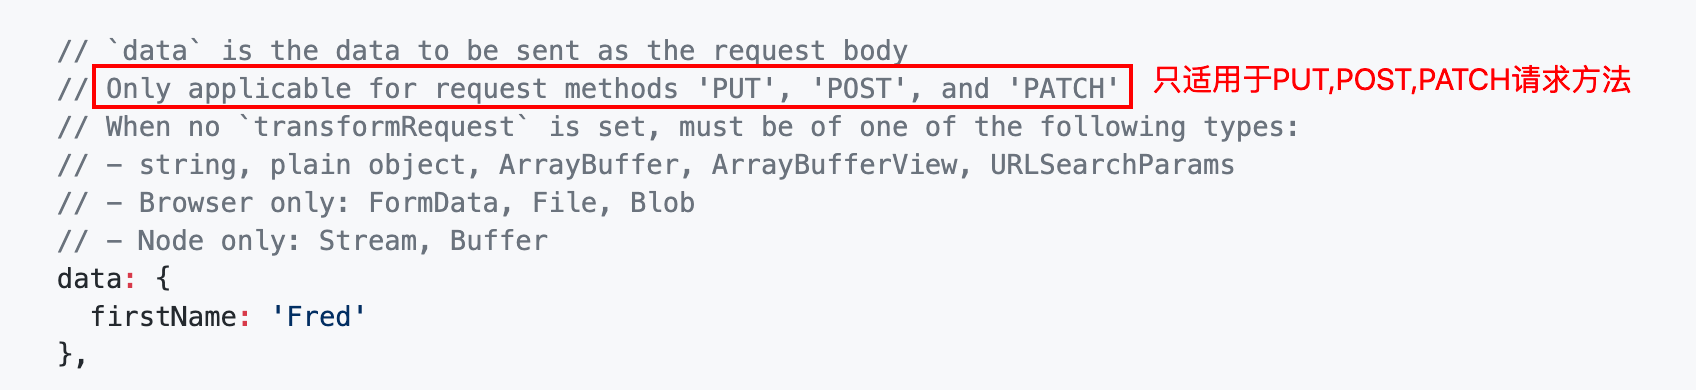 // `data` is the data to be sent as the request body
// Only applicable for request methods 'PUT', 'POST', and 'PATCH' 只适用于PUT,POST,PATCH请求方法
// When no `transformRequest` is set, must be of one of the following types:
// - string, plain object, ArrayBuffer, ArrayBufferView, URLSearchParams
// - Browser only: FormData, File, Blob
// - Node only: Stream, Buffer
data: {
  firstName: 'Fred'
},